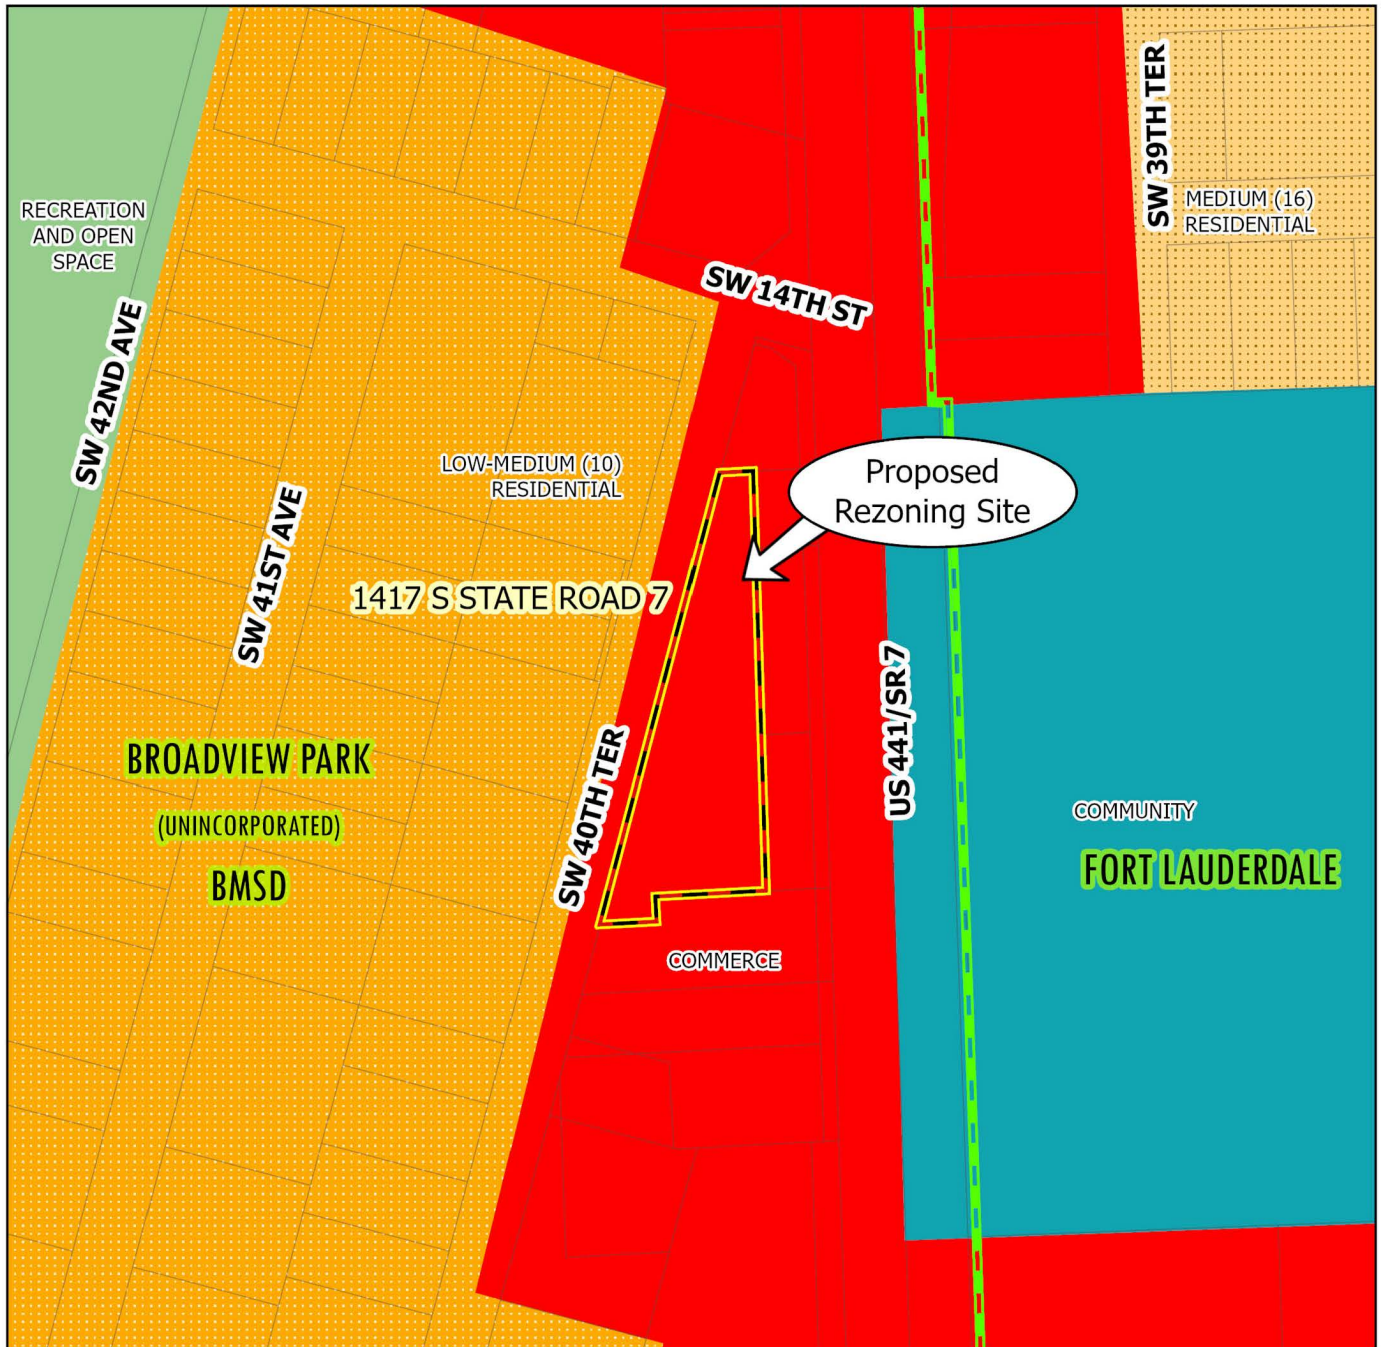 SW 39TH TER
MEDIUM (16)
RESIDENTIAL
RECREATION
AND OPEN
SPACE
SW 14TH ST
SW 42ND AVE
LOW-MEDIUM (10)
RESIDENTIAL
Proposed
Rezoning Site
SW 41ST AVE
1417 S STATE ROAD 7
US 441/SR 7
BROADVIEW PARK
(UNINCORPORATED)
BMSD
SW 40TH TER
COMMUNITY
FORT LAUDERDALE
COMMERCE